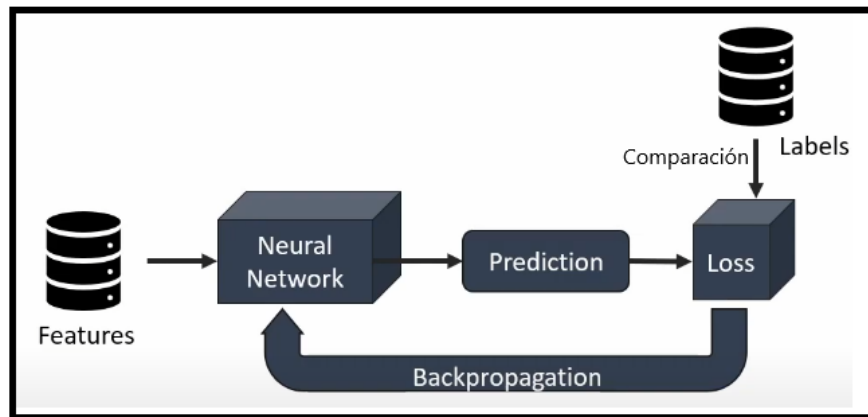 Labels
Comparación
Neural
Network
Prediction
Loss
Features
Backpropagation